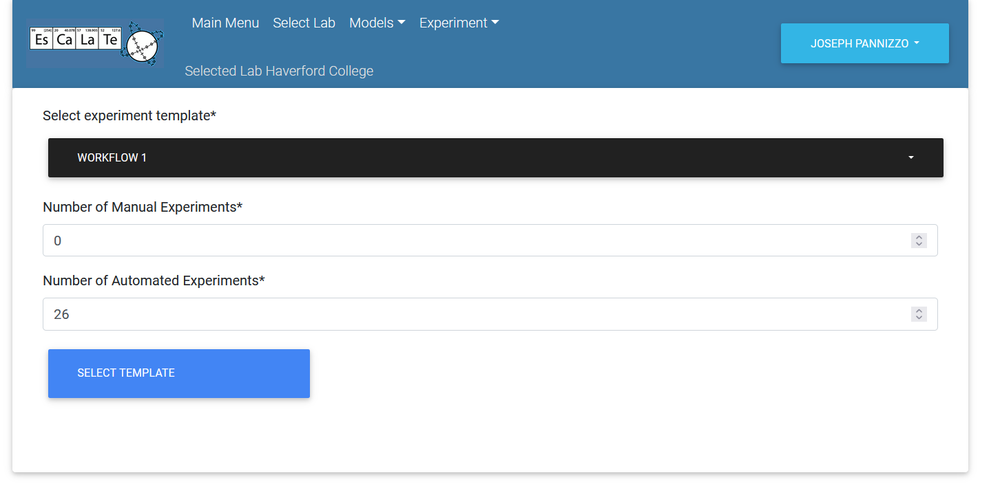 99 (254) 20 40.078 57 138.905 52 127.6
Es Ca La Te
Main Menu Select Lab Models Experiment
JOSEPH PANNIZZO
Selected Lab Haverford College
Select experiment template*
WORKFLOW 1
Number of Manual Experiments*
0
Number of Automated Experiments*
26
SELECT TEMPLATE